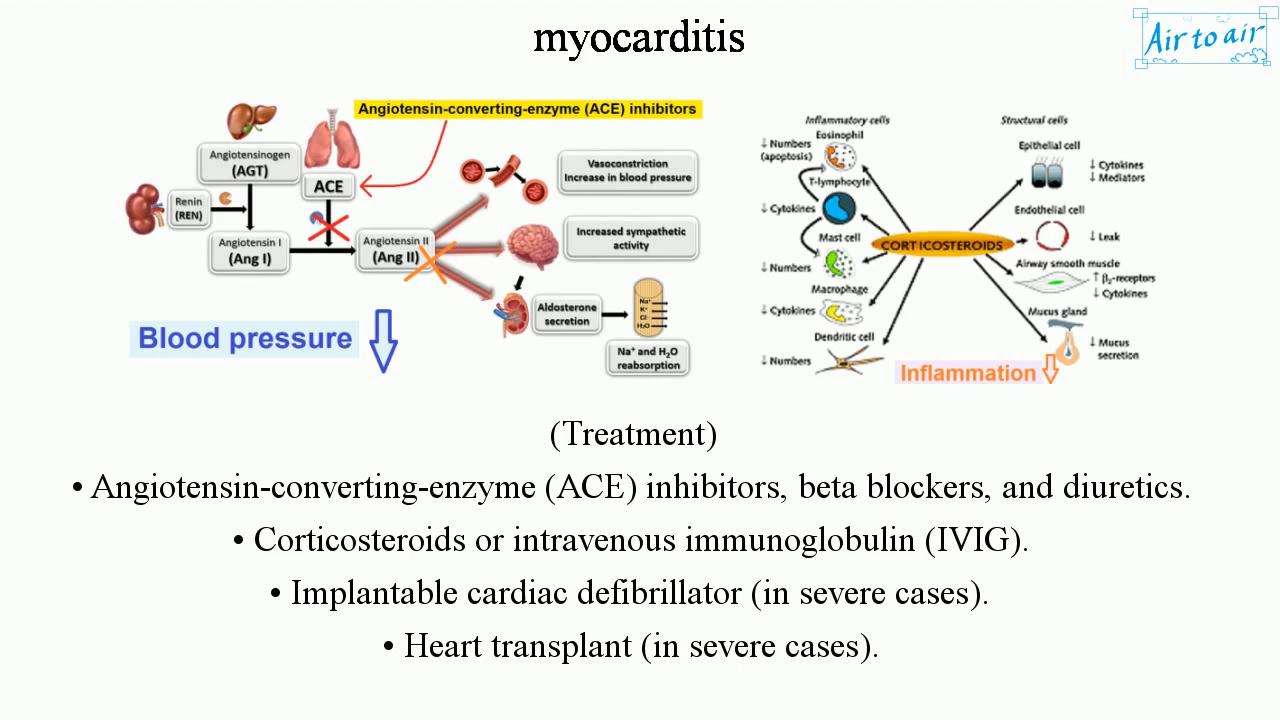 myocarditis
Air to air
Angiotensin-converting-enzyme (ACE) inhibitors
Angiotensinogen
(AGT)
ACE
Renin
(REN)
Angiotensin I
(Ang I)
Angiotensin II
(Ang II)
Vasoconstriction
Increase in blood pressure
Increased sympathetic
activity
Aldosterone
secretion
Na⁺
K⁺
Cl⁻
H₂O
Na⁺ and H₂O
reabsorption
Blood pressure
Inflammatory cells
Eosinophil
↓ Numbers
(apoptosis)
T-lymphocyte
↓ Cytokines
Mast cell
↓ Numbers
Macrophage
↓ Cytokines
Dendritic cell
↓ Numbers
CORTICOSTEROIDS
Structural cells
Epithelial cell
↓ Cytokines
↓ Mediators
Endothelial cell
↓ Leak
Airway smooth muscle
↑ β₂-receptors
↓ Cytokines
Mucus gland
↓ Mucus
secretion
Inflammation
(Treatment)
• Angiotensin-converting-enzyme (ACE) inhibitors, beta blockers, and diuretics.
• Corticosteroids or intravenous immunoglobulin (IVIG).
• Implantable cardiac defibrillator (in severe cases).
• Heart transplant (in severe cases).